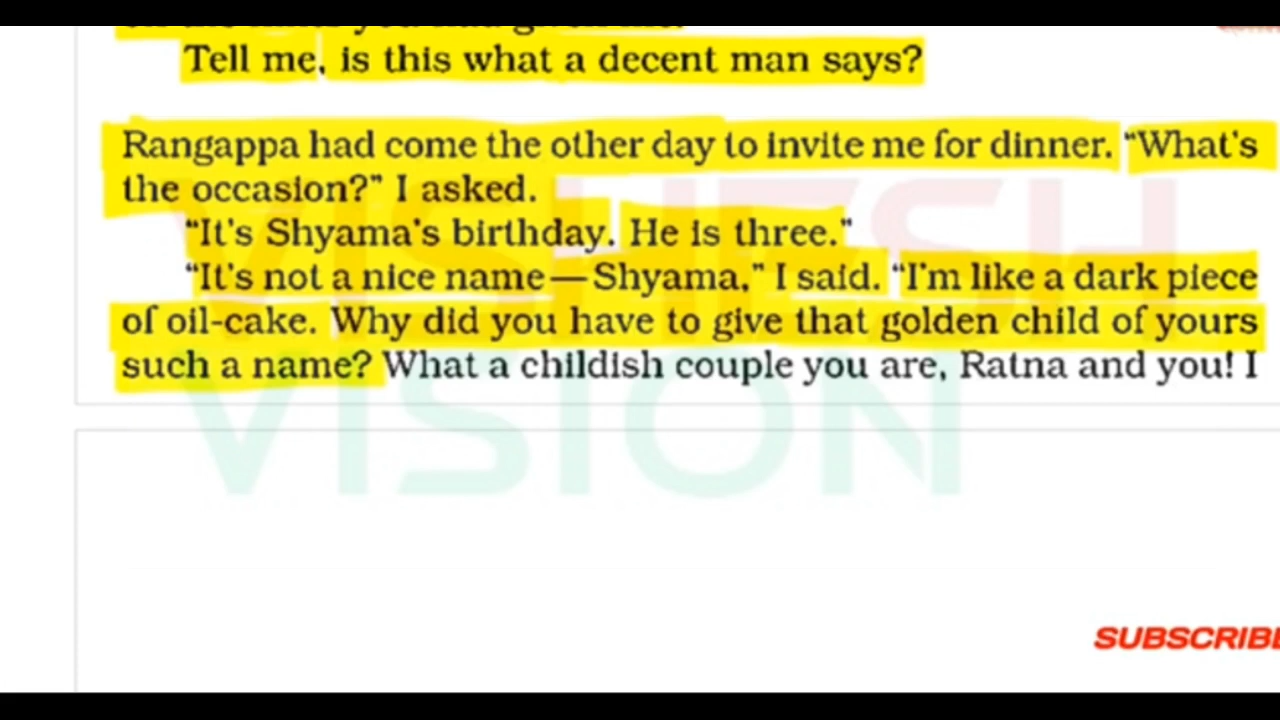 Tell me, is this what a decent man says?
Rangappa had come the other day to invite me for dinner. “What’s
the occasion?” I asked.
“It’s Shyama’s birthday. He is three.”
“It’s not a nice name—Shyama,” I said. “I’m like a dark piece
of oil-cake. Why did you have to give that golden child of yours
such a name? What a childish couple you are, Ratna and you! I
VISHESH
VISION
SUBSCRIBE